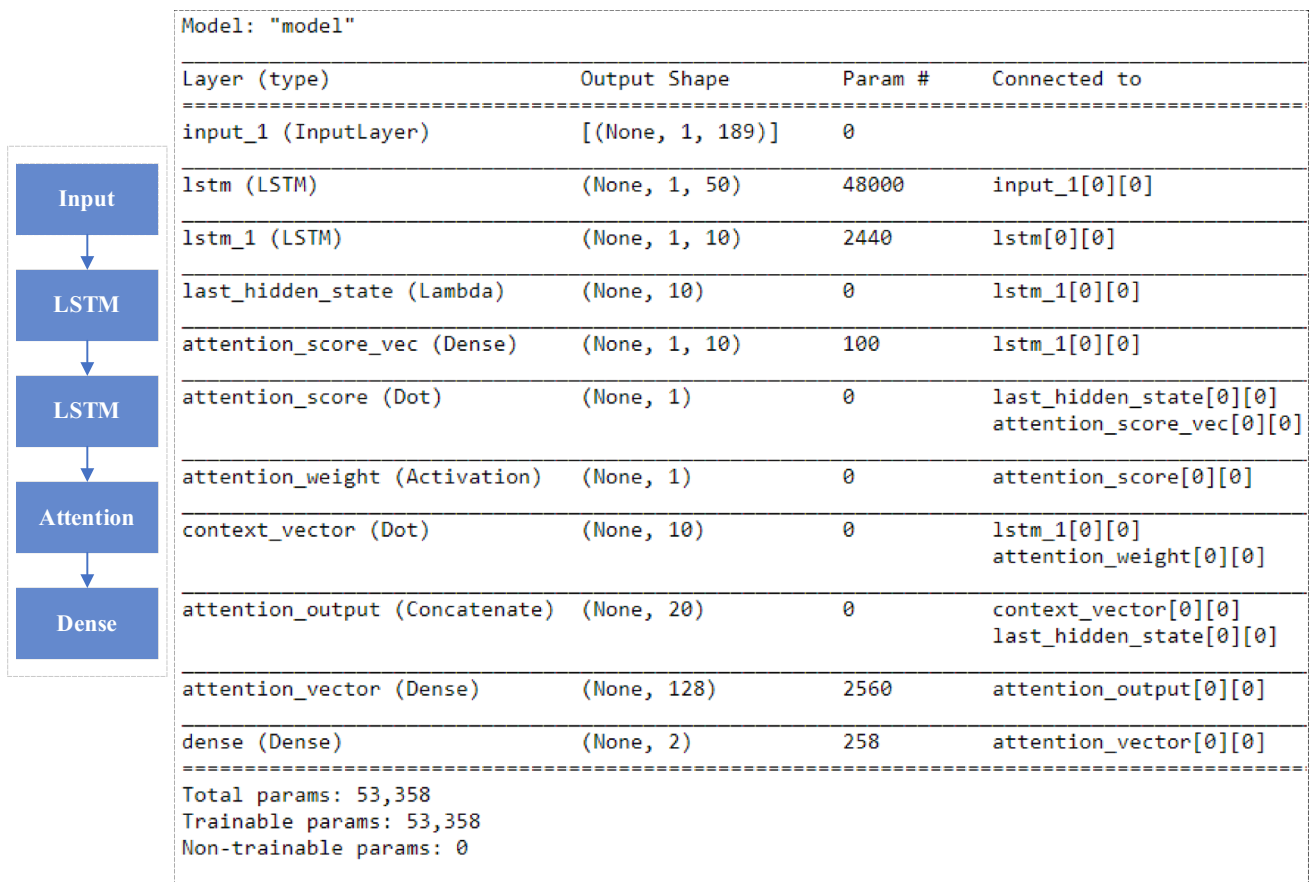 Input
LSTM
LSTM
Attention
Dense
Model: "model"
Layer (type) Output Shape Param # Connected to
input_1 (InputLayer) [(None, 1, 189)] 0
lstm (LSTM) (None, 1, 50) 48000 input_1[0][0]
lstm_1 (LSTM) (None, 1, 10) 2440 lstm[0][0]
last_hidden_state (Lambda) (None, 10) 0 lstm_1[0][0]
attention_score_vec (Dense) (None, 1, 10) 100 lstm_1[0][0]
attention_score (Dot) (None, 1) 0 last_hidden_state[0][0]
attention_score_vec[0][0]
attention_weight (Activation) (None, 1) 0 attention_score[0][0]
context_vector (Dot) (None, 10) 0 lstm_1[0][0]
attention_weight[0][0]
attention_output (Concatenate) (None, 20) 0 context_vector[0][0]
last_hidden_state[0][0]
attention_vector (Dense) (None, 128) 2560 attention_output[0][0]
dense (Dense) (None, 2) 258 attention_vector[0][0]
Total params: 53,358
Trainable params: 53,358
Non-trainable params: 0